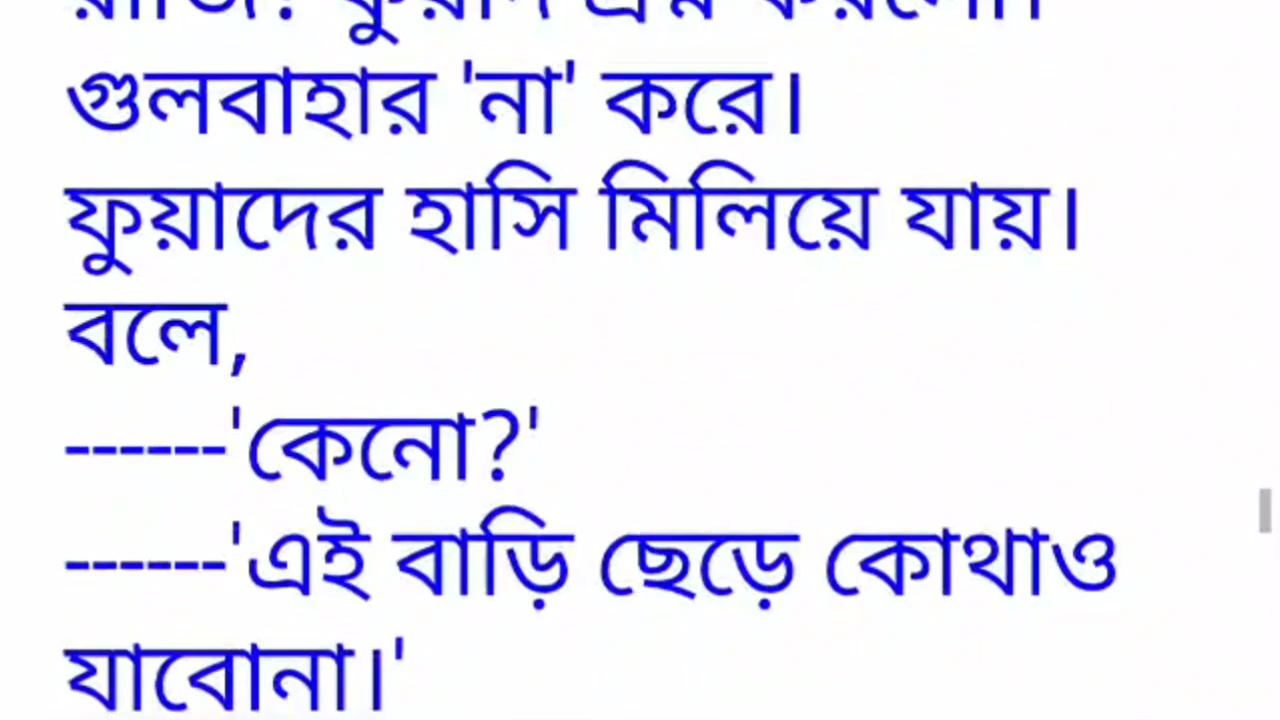 গুলবাহার 'না' করে।
ফুয়াদের হাসি মিলিয়ে যায়।
বলে,
------'কেনো?'
------'এই বাড়ি ছেড়ে কোথাও
যাবোনা।'